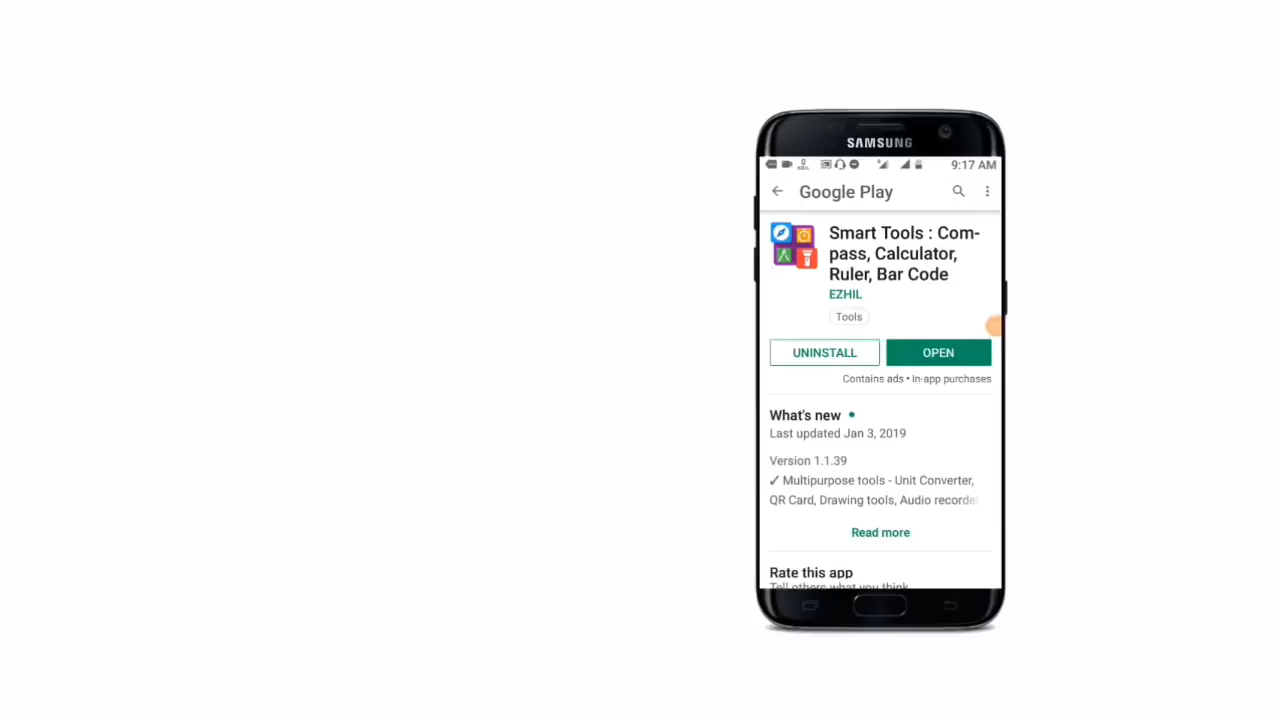 SAMSUNG
9:17 AM
Google Play
Smart Tools : Com-
pass, Calculator,
Ruler, Bar Code
EZHIL
Tools
UNINSTALL
OPEN
Contains ads • In-app purchases
What's new
Last updated Jan 3, 2019
Version 1.1.39
✓ Multipurpose tools - Unit Converter,
QR Card, Drawing tools, Audio recorder
Read more
Rate this app
Tell others what you think